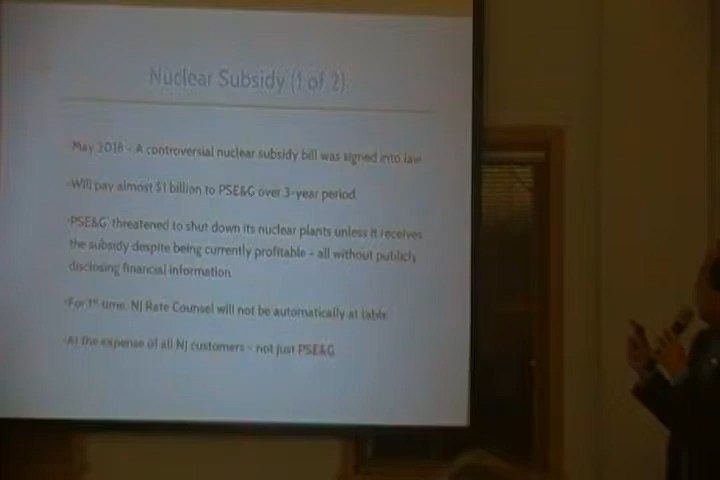 Nuclear Subsidy (1 of 2)
•May 2018 – A controversial nuclear subsidy bill was signed into law
•Will pay almost $1 billion to PSE&G over 3-year period
•PSE&G threatened to shut down its nuclear plants unless it receives
the subsidy despite being currently profitable – all without publicly
disclosing financial information
•For 1st time, NJ Rate Counsel will not be automatically at table
•At the expense of all NJ customers – not just PSE&G